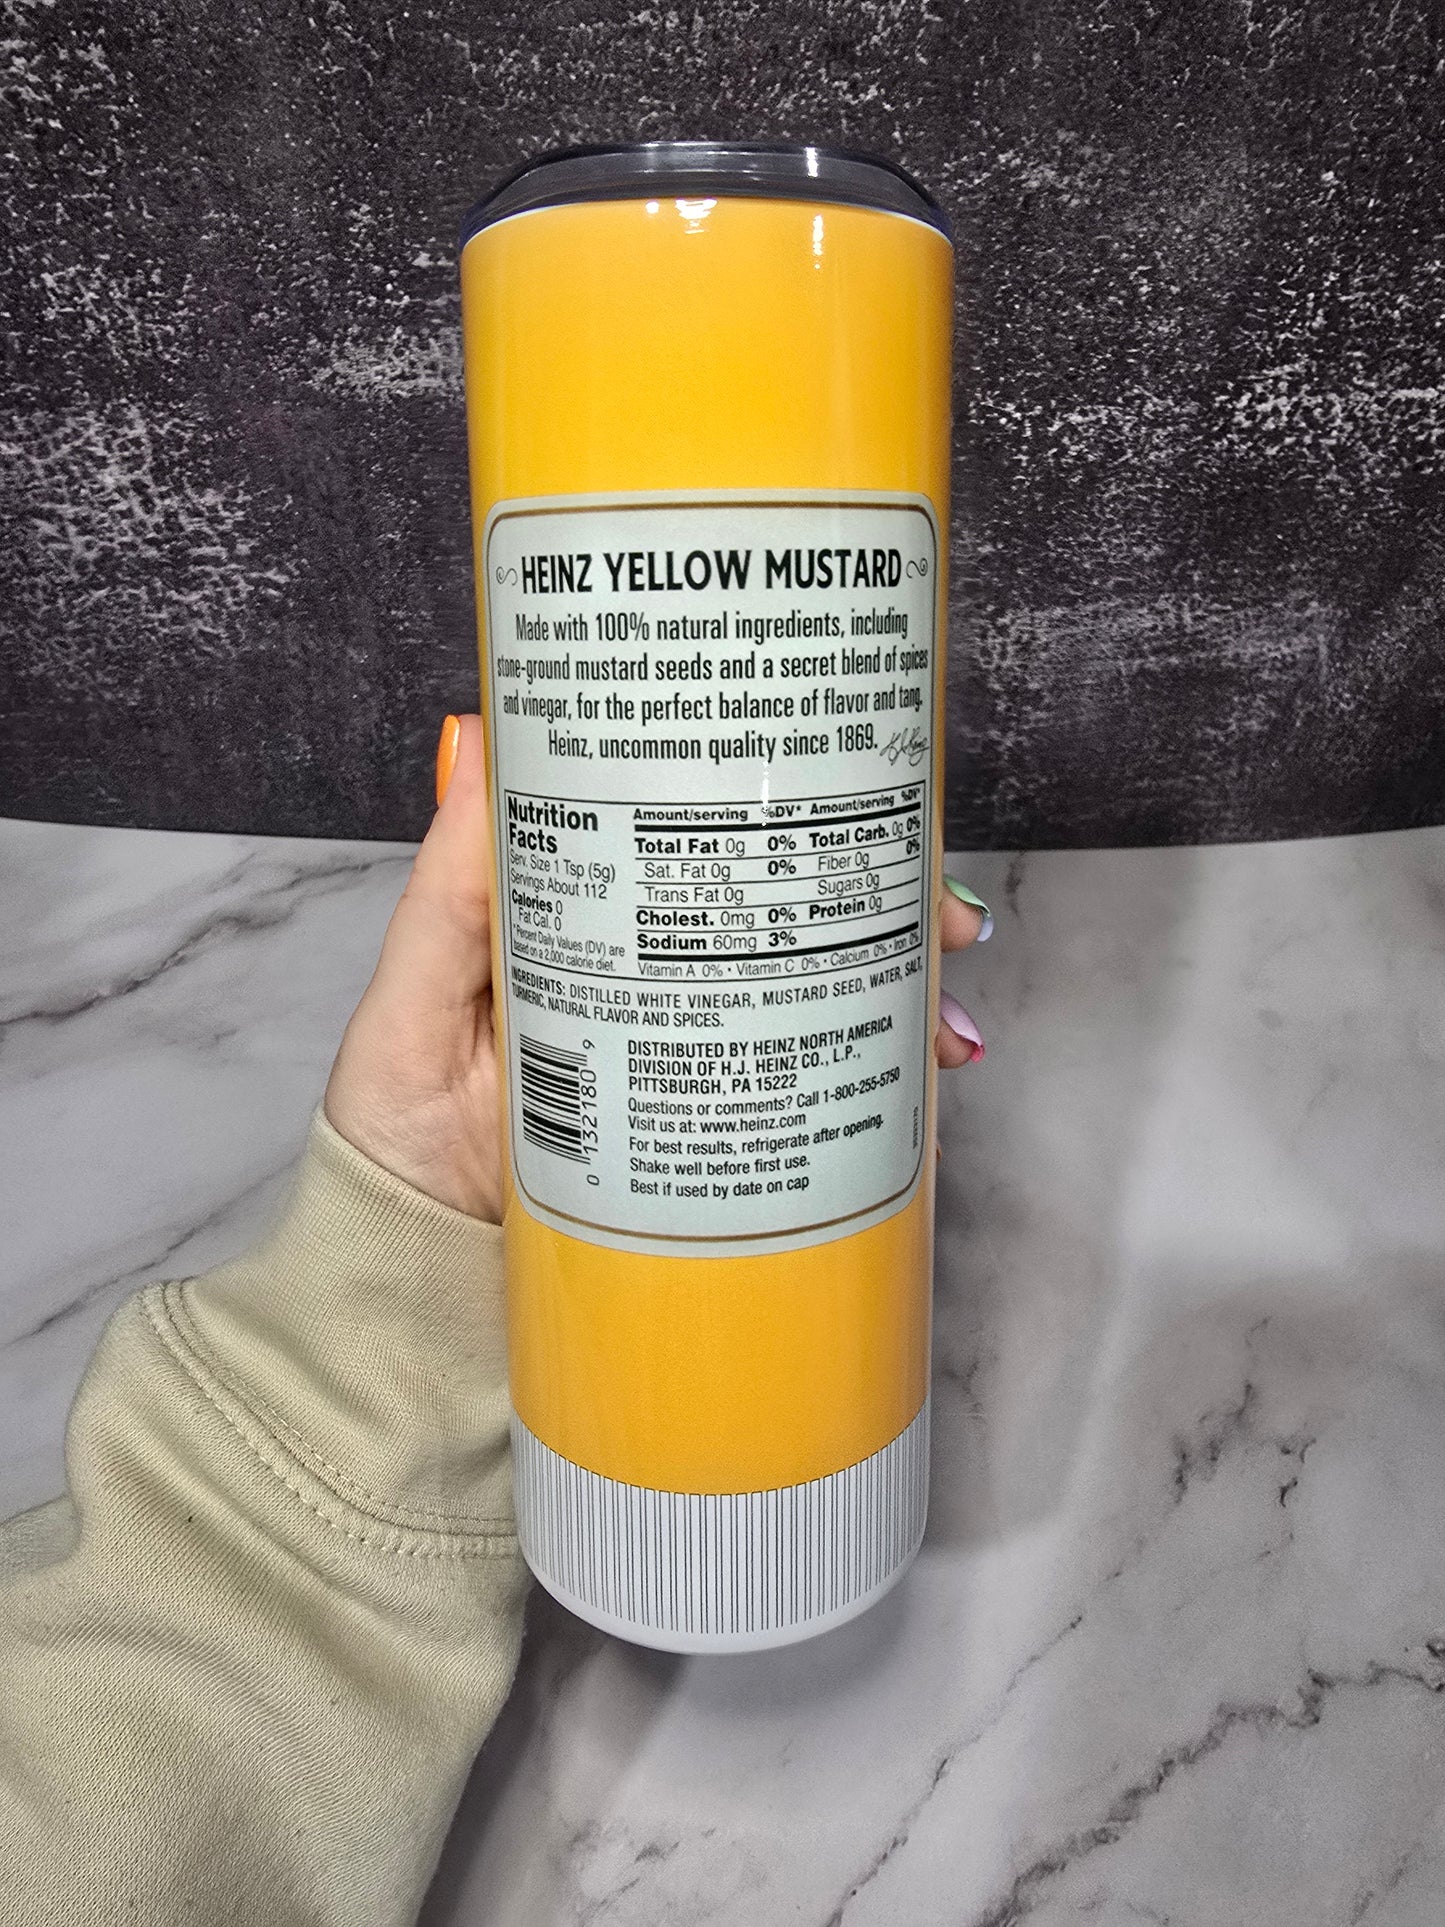 HEINZ YELLOW MUSTARD
Made with 100% natural ingredients, including
stone-ground mustard seeds and a secret blend of spices
and vinegar, for the perfect balance of flavor and tang.
Heinz, uncommon quality since 1869.
Nutrition
Facts
Serv. Size 1 Tsp (5g)
Servings About 112
Calories 0
Fat Cal. 0
*Percent Daily Values (DV) are
based on a 2,000 calorie diet.
Amount/serving %DV* Amount/serving %DV*
Total Fat 0g 0% Total Carb. 0g 0%
Sat. Fat 0g 0% Fiber 0g 0%
Trans Fat 0g Sugars 0g
Cholest. 0mg 0% Protein 0g
Sodium 60mg 3%
Vitamin A 0% • Vitamin C 0% • Calcium 0% • Iron 0%
INGREDIENTS: DISTILLED WHITE VINEGAR, MUSTARD SEED, WATER, SALT,
TURMERIC, NATURAL FLAVOR AND SPICES.
0 132180 9
DISTRIBUTED BY HEINZ NORTH AMERICA
DIVISION OF H.J. HEINZ CO., L.P.,
PITTSBURGH, PA 15222
Questions or comments? Call 1-800-255-5750
Visit us at: www.heinz.com
For best results, refrigerate after opening.
Shake well before first use.
Best if used by date on cap